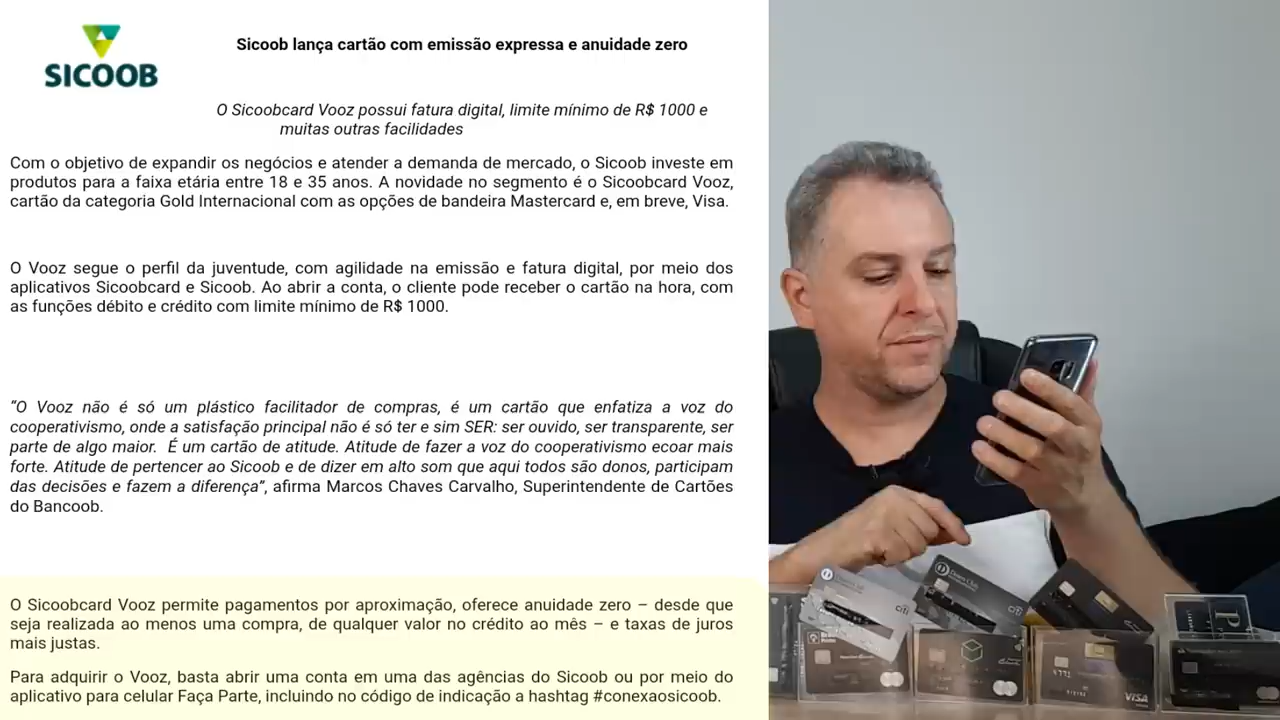 SICOOB
Sicoob lança cartão com emissão expressa e anuidade zero
O Sicoobcard Vooz possui fatura digital, limite mínimo de R$ 1000 e
muitas outras facilidades
Com o objetivo de expandir os negócios e atender a demanda de mercado, o Sicoob investe em
produtos para a faixa etária entre 18 e 35 anos. A novidade no segmento é o Sicoobcard Vooz,
cartão da categoria Gold Internacional com as opções de bandeira Mastercard e, em breve, Visa.
O Vooz segue o perfil da juventude, com agilidade na emissão e fatura digital, por meio dos
aplicativos Sicoobcard e Sicoob. Ao abrir a conta, o cliente pode receber o cartão na hora, com
as funções débito e crédito com limite mínimo de R$ 1000.
“O Vooz não é só um plástico facilitador de compras, é um cartão que enfatiza a voz do
cooperativismo, onde a satisfação principal não é só ter e sim SER: ser ouvido, ser transparente, ser
parte de algo maior.  É um cartão de atitude. Atitude de fazer a voz do cooperativismo ecoar mais
forte. Atitude de pertencer ao Sicoob e de dizer em alto som que aqui todos são donos, participam
das decisões e fazem a diferença”, afirma Marcos Chaves Carvalho, Superintendente de Cartões
do Bancoob.
O Sicoobcard Vooz permite pagamentos por aproximação, oferece anuidade zero – desde que
seja realizada ao menos uma compra, de qualquer valor no crédito ao mês – e taxas de juros
mais justas.
Para adquirir o Vooz, basta abrir uma conta em uma das agências do Sicoob ou por meio do
aplicativo para celular Faça Parte, incluindo no código de indicação a hashtag #conexaosicoob.
Diners Club
citi
Diners Club
citi
VISA